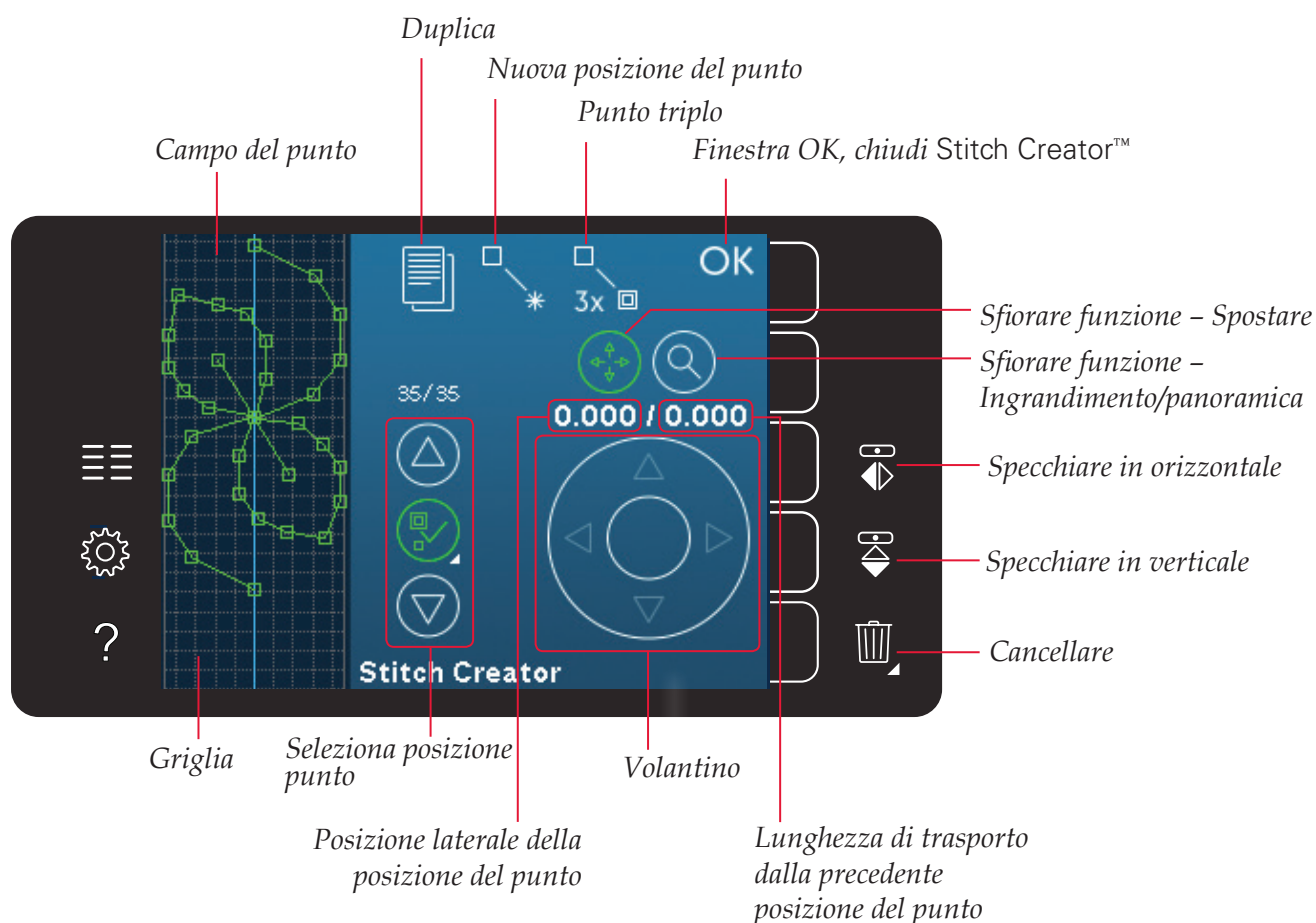 Duplica
Nuova posizione del punto
Punto triplo
Campo del punto
Finestra OK, chiudi Stitch Creator™
OK
3x
Sfiorare funzione – Spostare
Sfiorare funzione –
Ingrandimento/panoramica
35/35
0.000 / 0.000
Specchiare in orizzontale
Specchiare in verticale
?
Cancellare
Stitch Creator
Griglia
Seleziona posizione
punto
Volantino
Posizione laterale della
posizione del punto
Lunghezza di trasporto
dalla precedente
posizione del punto